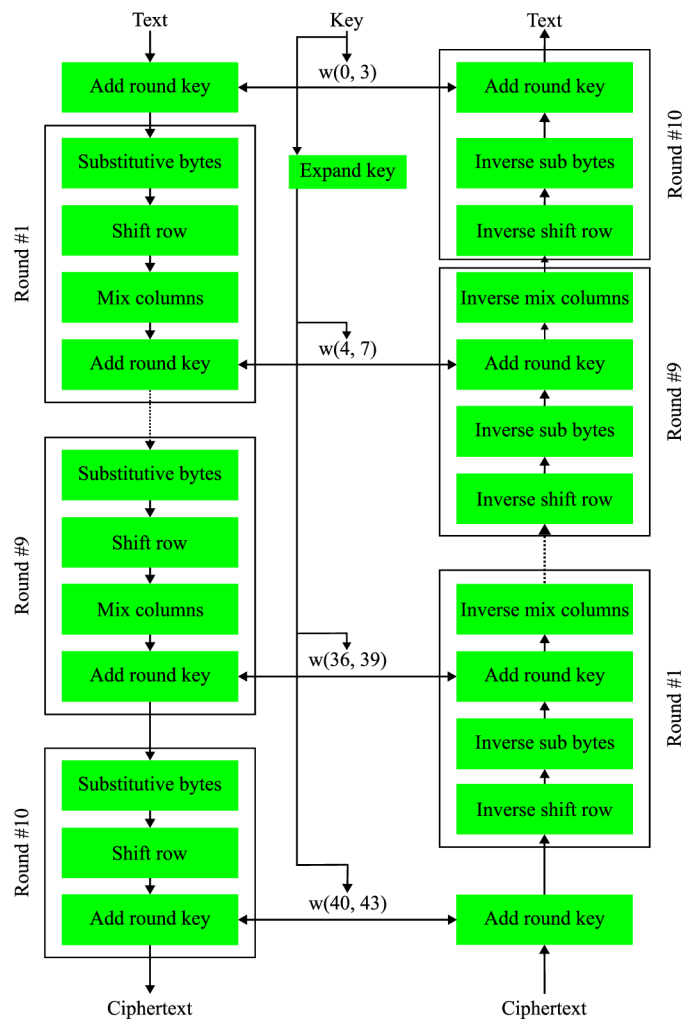 Text
Add round key
Round #1
Substitutive bytes
Shift row
Mix columns
Add round key
Round #9
Substitutive bytes
Shift row
Mix columns
Add round key
Round #10
Substitutive bytes
Shift row
Add round key
Ciphertext
Key
w(0, 3)
Expand key
w(4, 7)
w(36, 39)
w(40, 43)
Text
Add round key
Inverse sub bytes
Inverse shift row
Round #10
Inverse mix columns
Add round key
Inverse sub bytes
Inverse shift row
Round #9
Inverse mix columns
Add round key
Inverse sub bytes
Inverse shift row
Round #1
Add round key
Ciphertext